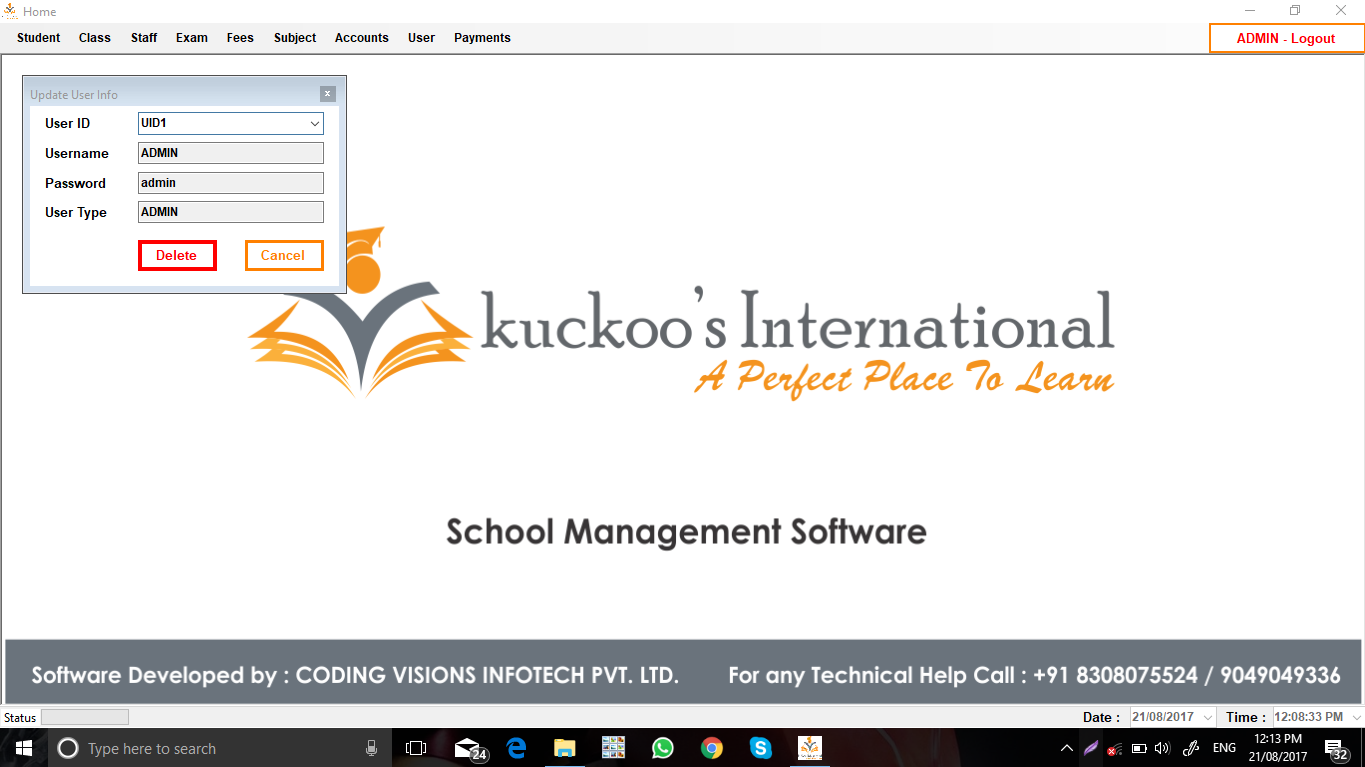 Home
Student Class Staff Exam Fees Subject Accounts User Payments ADMIN - Logout
Update User Info x
User ID UID1
Username ADMIN
Password admin
User Type ADMIN
Delete Cancel
kuckoo's International
A Perfect Place To Learn
School Management Software
Software Developed by : CODING VISIONS INFOTECH PVT. LTD. For any Technical Help Call : +91 8308075524 / 9049049336
Status Date : 21/08/2017 Time : 12:08:33 PM
Type here to search 24 ENG 12:13 PM
21/08/2017 32